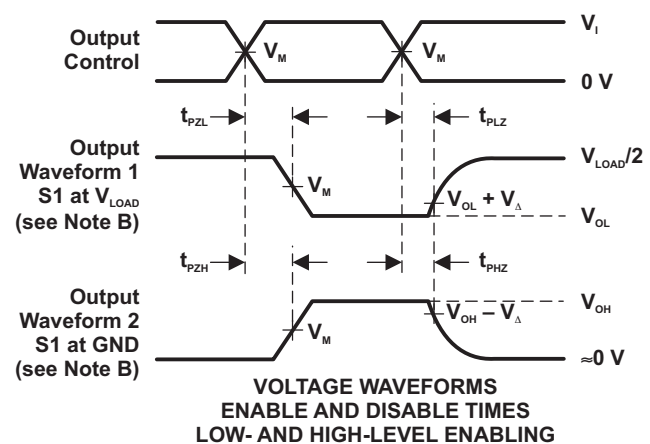 Output
Control
V_M
V_M
V_I
0 V
t_PZL
t_PLZ
Output
Waveform 1
S1 at V_LOAD
(see Note B)
V_M
V_OL + V_Δ
V_LOAD/2
V_OL
t_PZH
t_PHZ
Output
Waveform 2
S1 at GND
(see Note B)
V_M
V_OH − V_Δ
V_OH
≈0 V
VOLTAGE WAVEFORMS
ENABLE AND DISABLE TIMES
LOW- AND HIGH-LEVEL ENABLING